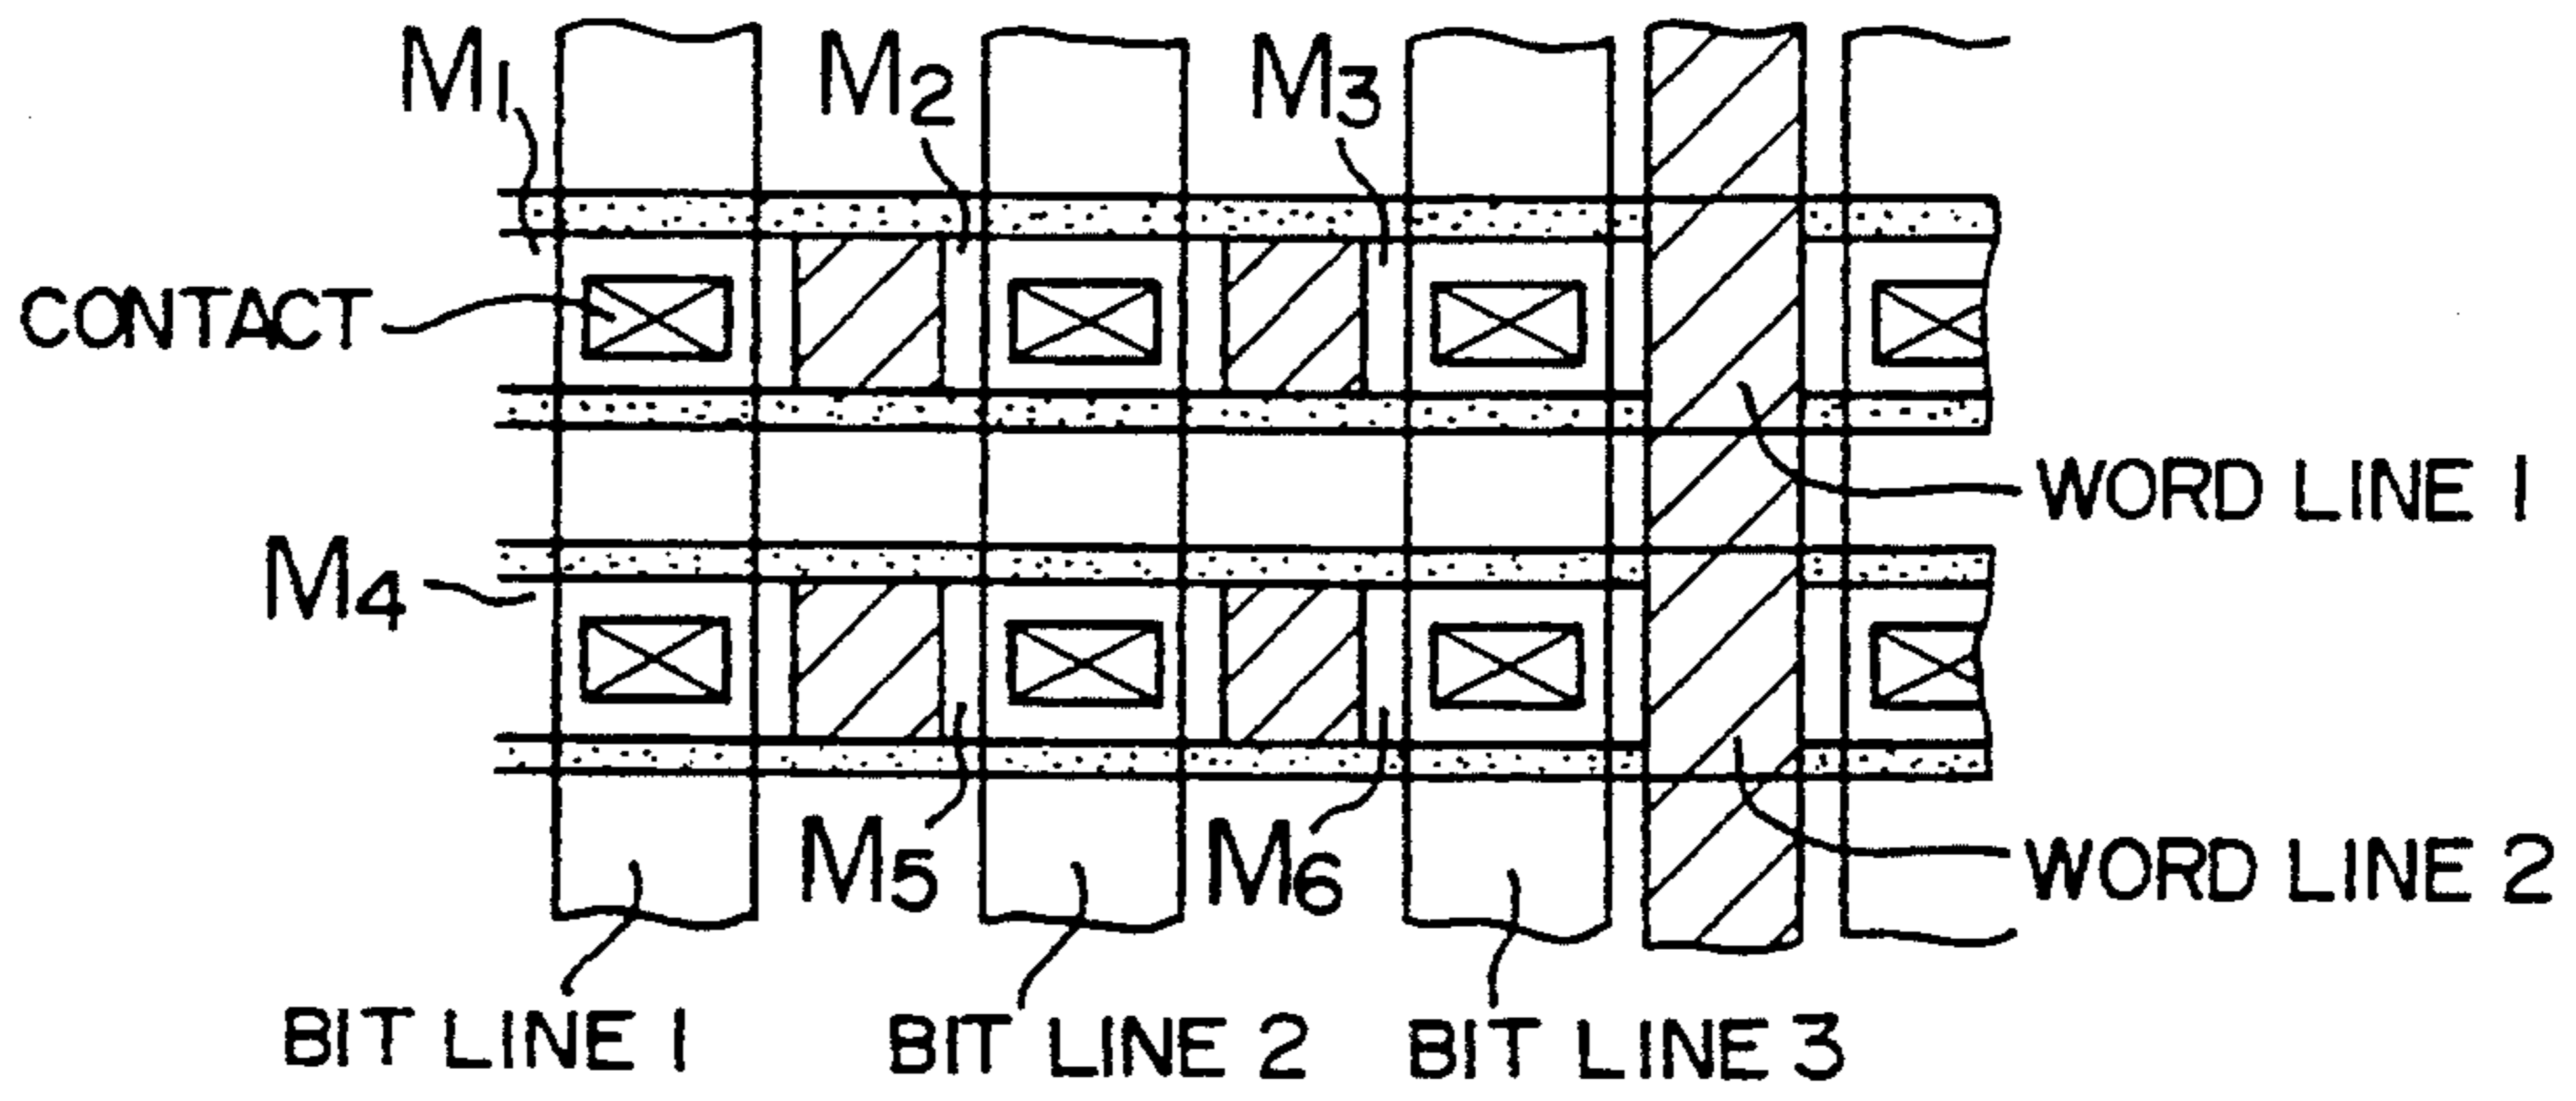 M1
M2
M3
CONTACT
WORD LINE 1
M4
M5
M6
WORD LINE 2
BIT LINE 1
BIT LINE 2
BIT LINE 3